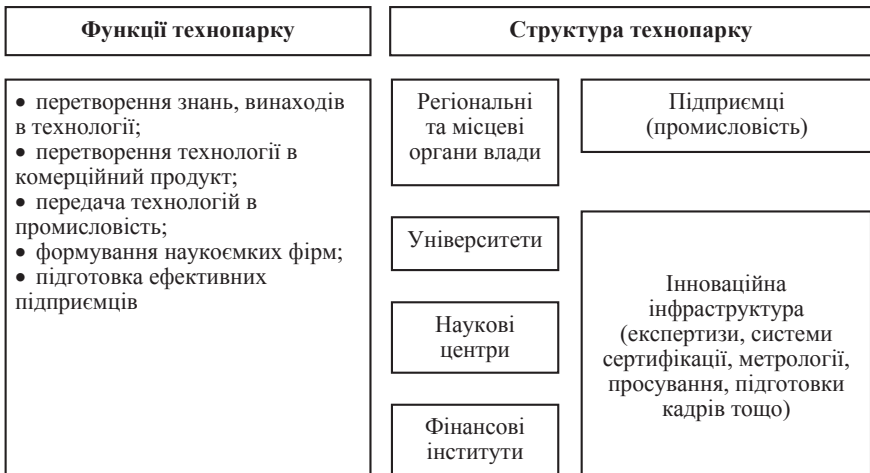 Функції технопарку
Структура технопарку
• перетворення знань, винаходів
в технології;
• перетворення технології в
комерційний продукт;
• передача технологій в
промисловість;
• формування наукоємких фірм;
• підготовка ефективних
підприємців
Регіональні
та місцеві
органи влади
Підприємці
(промисловість)
Університети
Наукові
центри
Фінансові
інститути
Інноваційна
інфраструктура
(експертизи, системи
сертифікації, метрології,
просування, підготовки
кадрів тощо)